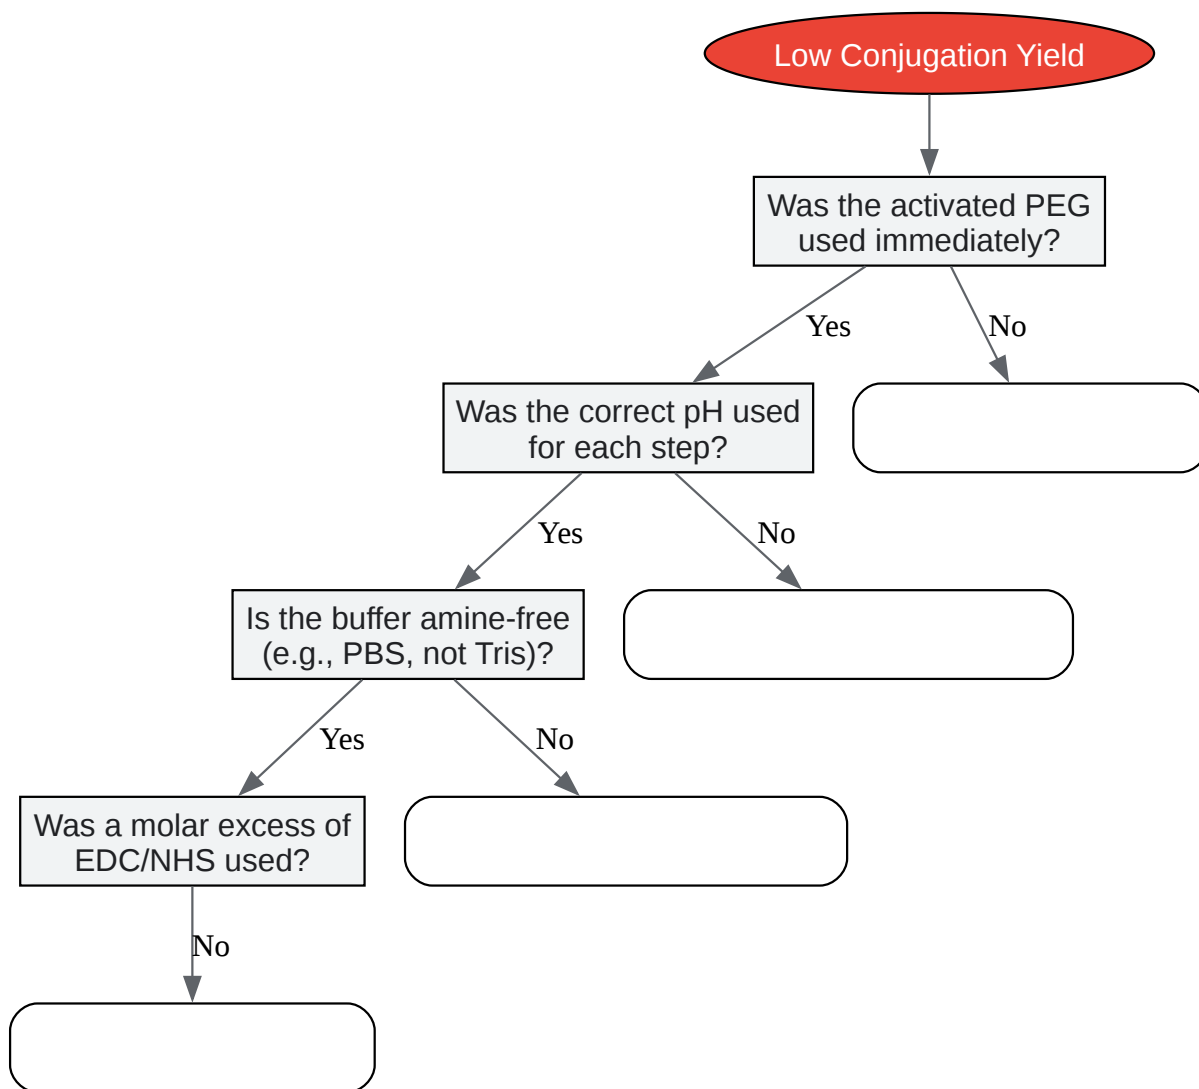 Low Conjugation Yield
Was the activated PEG
used immediately?
Yes
No
Was the correct pH used
for each step?
Yes
No
Is the buffer amine-free
(e.g., PBS, not Tris)?
Yes
No
Was a molar excess of
EDC/NHS used?
No